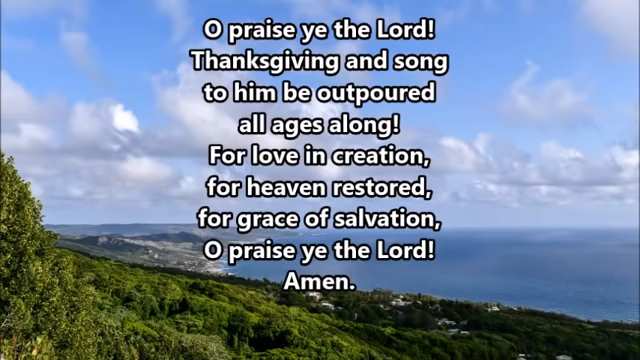 O praise ye the Lord!
Thanksgiving and song
to him be outpoured
all ages along!
For love in creation,
for heaven restored,
for grace of salvation,
O praise ye the Lord!
Amen.